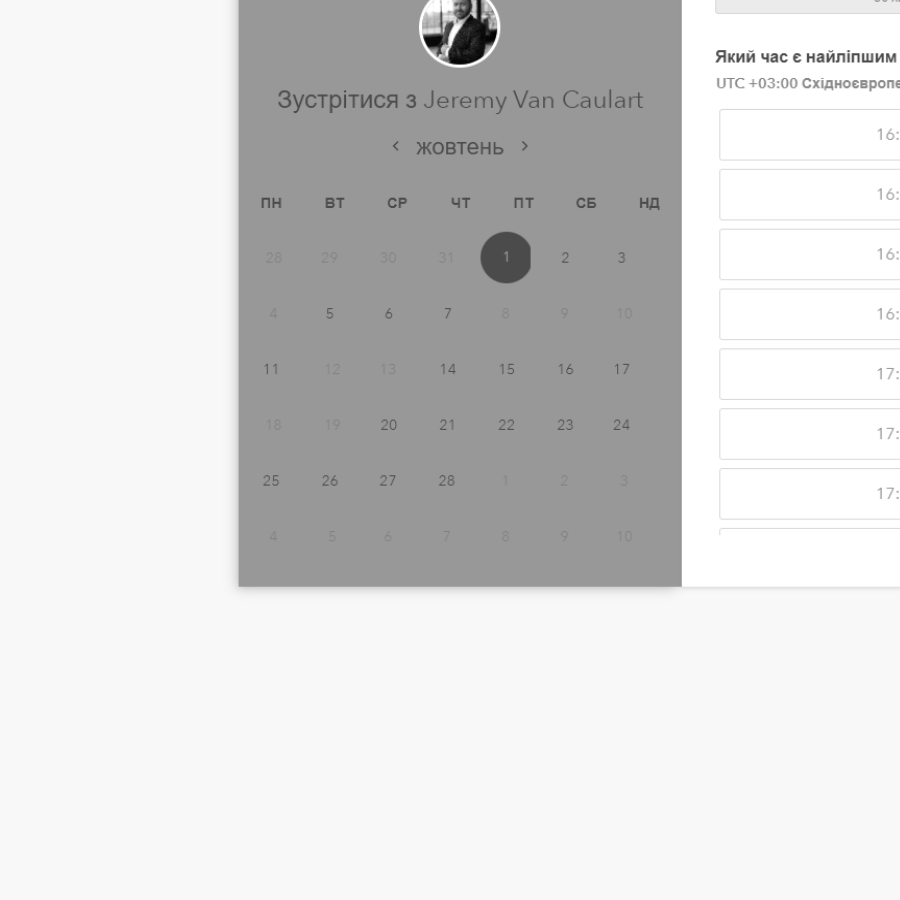 Зустрітися з Jeremy Van Caulart
жовтень
ПН ВТ СР ЧТ ПТ СБ НД
28 29 30 31 1 2 3
4 5 6 7 8 9 10
11 12 13 14 15 16 17
18 19 20 21 22 23 24
25 26 27 28 1 2 3
4 5 6 7 8 9 10
Який час є найліпшим
UTC +03:00 Східноєвропе
16:
16:
16:
16:
17:
17:
17: